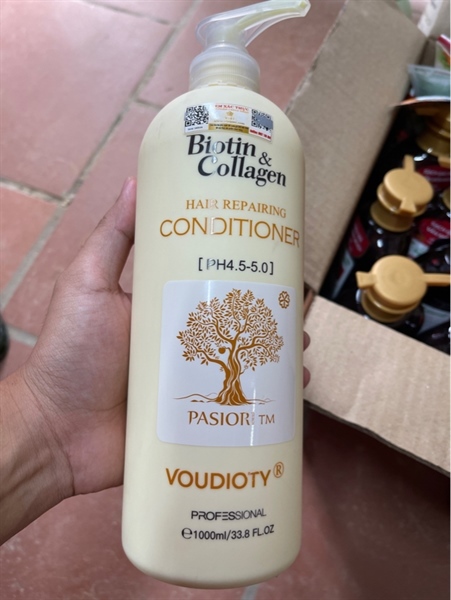 Biotin &
Collagen
HAIR REPAIRING
CONDITIONER
[PH4.5-5.0]
PASIOR TM
VOUDIOTY®
PROFESSIONAL
℮1000ml/33.8 FL.OZ